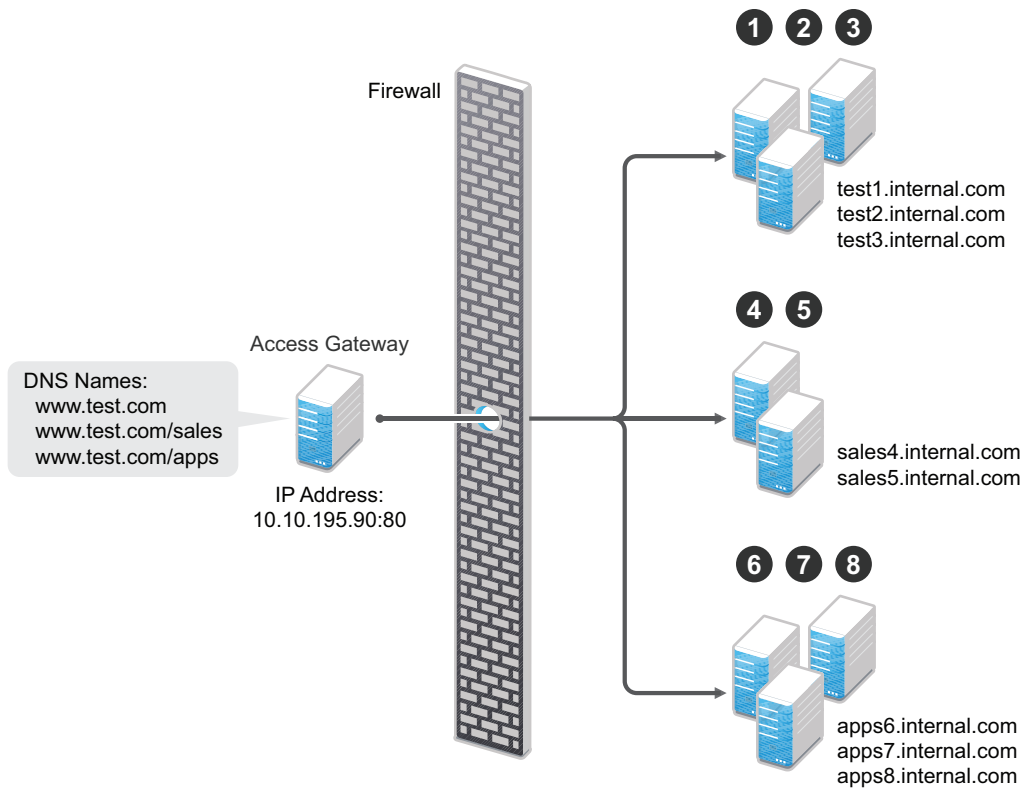 Firewall
Access Gateway
DNS Names:
www.test.com
www.test.com/sales
www.test.com/apps
IP Address:
10.10.195.90:80
1 2 3
test1.internal.com
test2.internal.com
test3.internal.com
4 5
sales4.internal.com
sales5.internal.com
6 7 8
apps6.internal.com
apps7.internal.com
apps8.internal.com